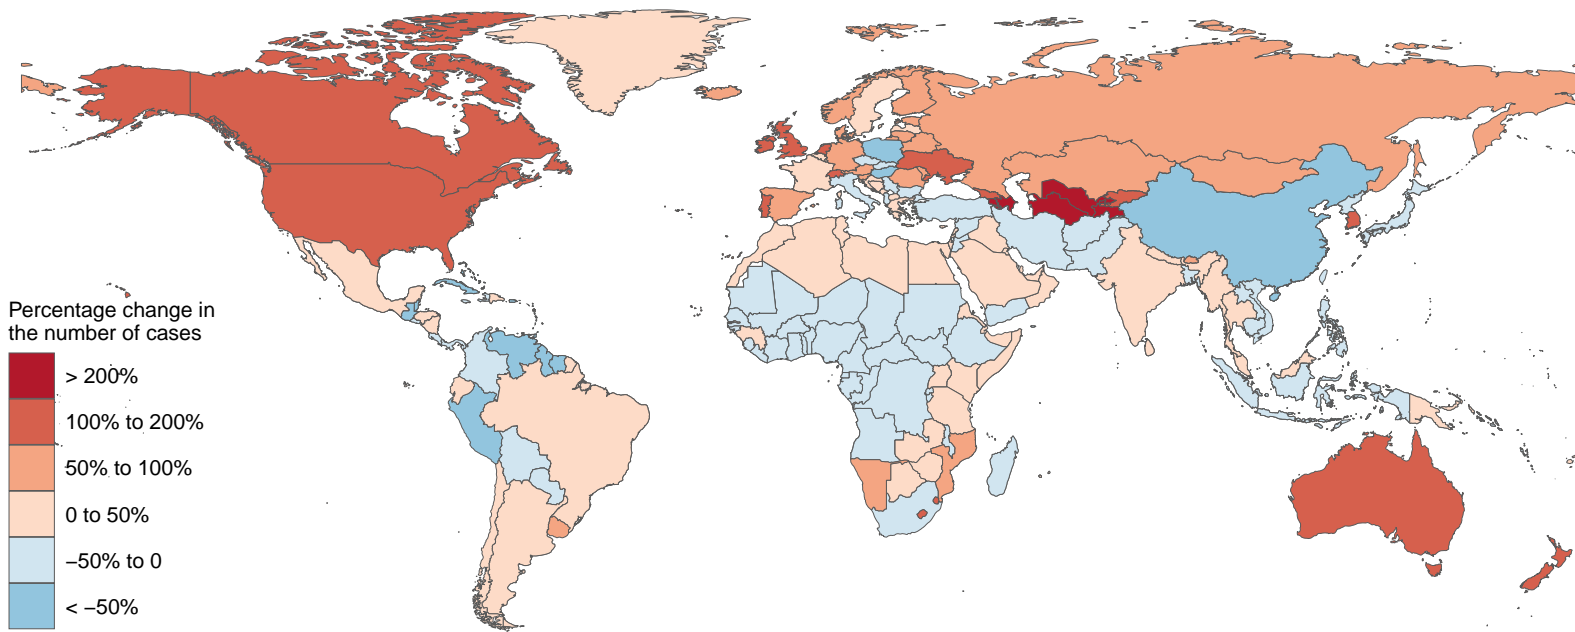 Percentage change in
the number of cases
> 200%
100% to 200%
50% to 100%
0 to 50%
−50% to 0
< −50%